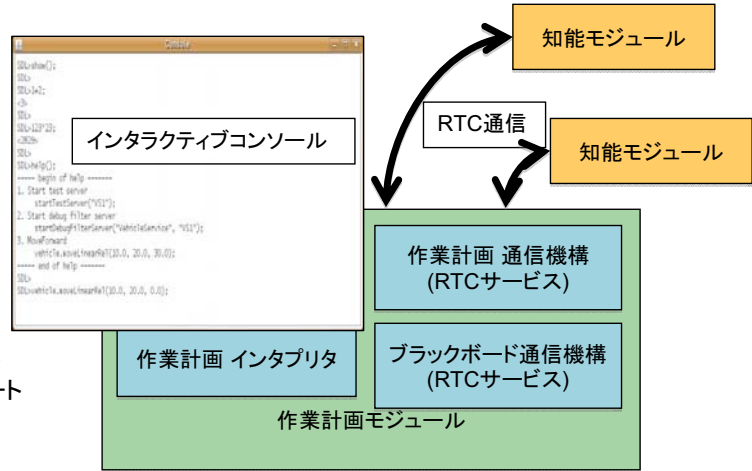 Console
SDL>show();
SDL>
SDL>1+2;
<3>
SDL>
SDL>123*23;
<2829>
SDL>
SDL>help();
----- begin of help -------
1. Start test server
startTestServer("VS1");
2. Start debug filter server
startDebugFilterServer("VehicleService", "VS1");
3. MoveForward
vehicle.moveLinearRel(10.0, 20.0, 30.0);
----- end of help -------
SDL>
SDL>vehicle.moveLinearRel(10.0, 20.0, 0.0);
インタラクティブコンソール
知能モジュール
RTC通信
知能モジュール
作業計画 通信機構
(RTCサービス)
作業計画 インタプリタ
ブラックボード通信機構
(RTCサービス)
ート
作業計画モジュール